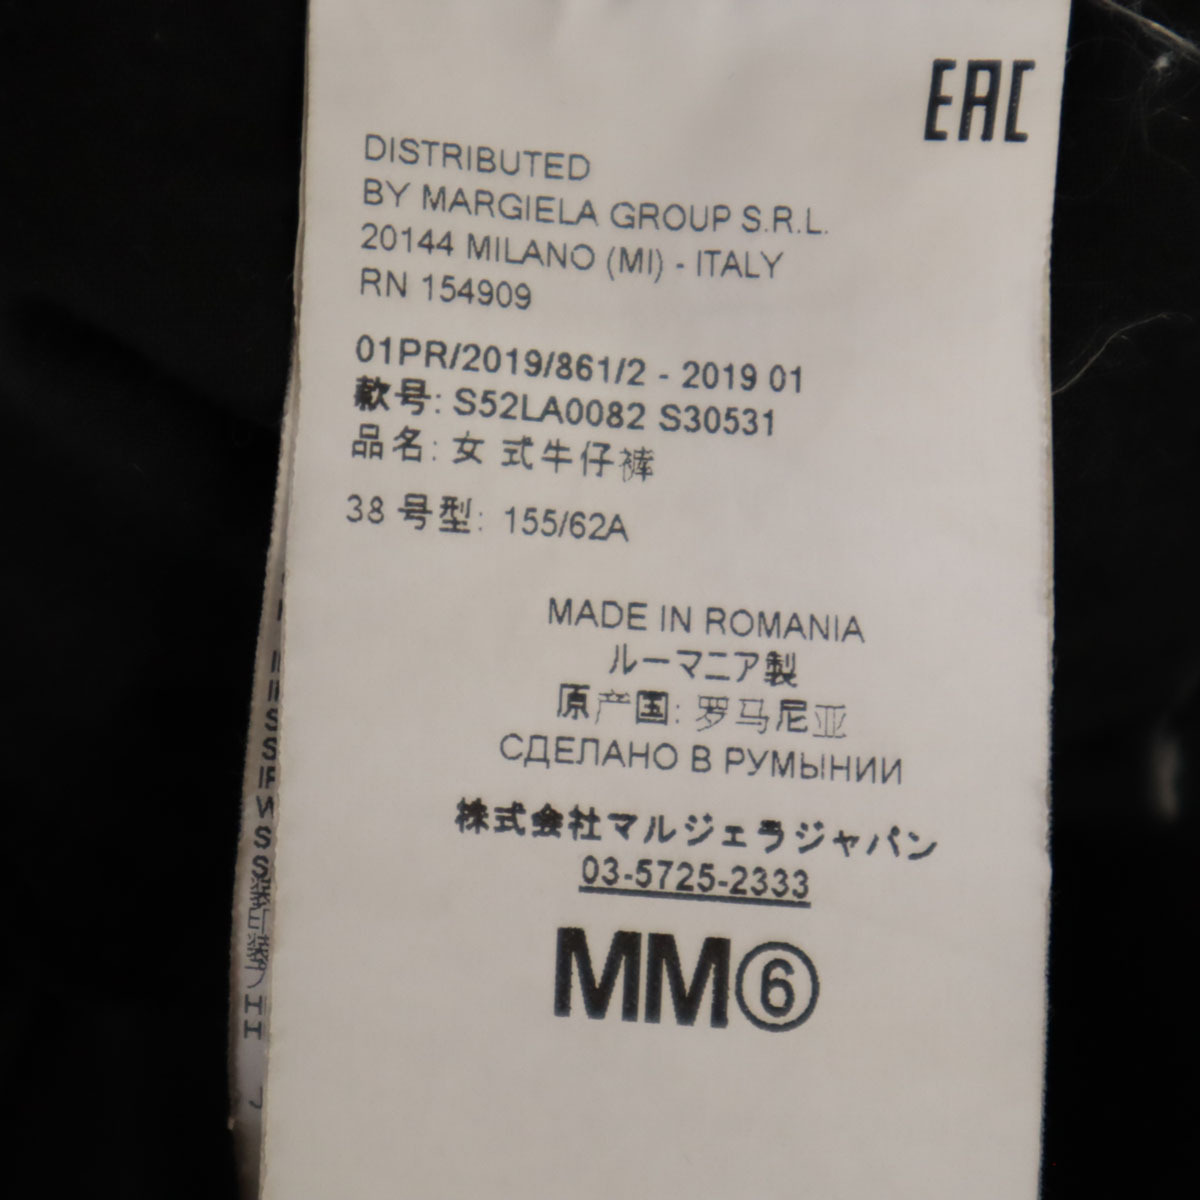 EAC
DISTRIBUTED
BY MARGIELA GROUP S.R.L.
20144 MILANO (MI) - ITALY
RN 154909
01PR/2019/861/2 - 2019 01
款号: S52LA0082 S30531
品名: 女 式牛仔裤
38 号型: 155/62A
MADE IN ROMANIA
ルーマニア製
原产国: 罗马尼亚
СДЕЛАНО В РУМЫНИИ
株式会社マルジェラジャパン
03-5725-2333
MM⑥